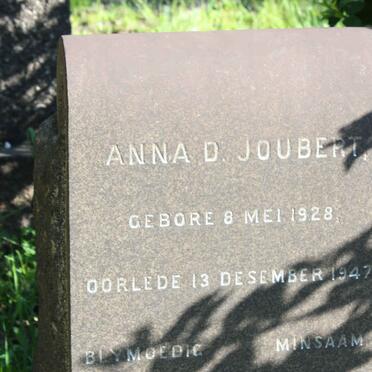 ANNA D. JOUBERT,
GEBORE 8 MEI 1928,
OORLEDE 13 DESEMBER 1947
BLYMOEDIG MINSAAM